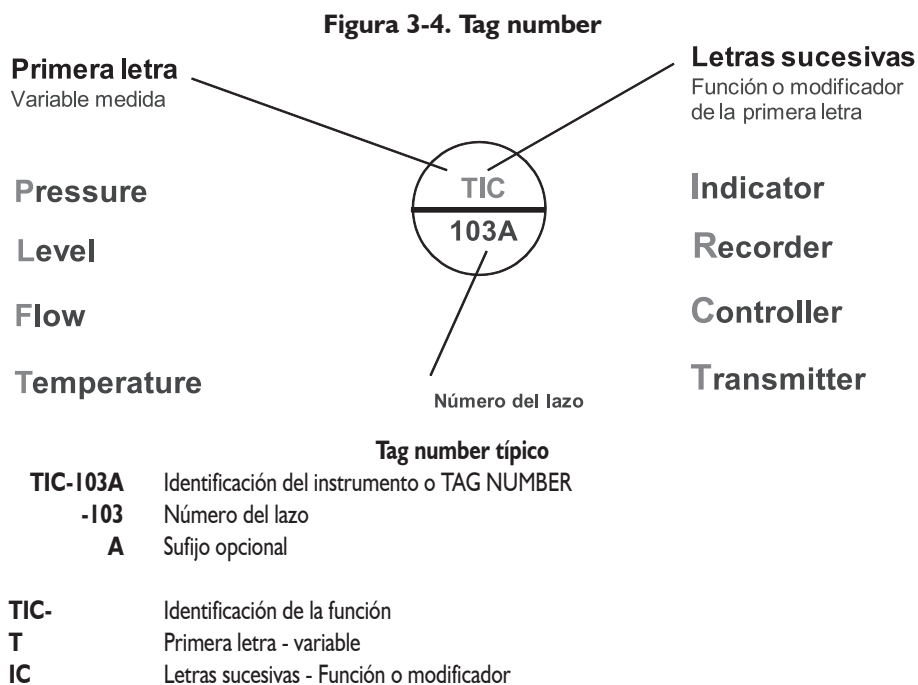 Figura 3-4. Tag number
Primera letra
Variable medida
Letras sucesivas
Función o modificador
de la primera letra
TIC
103A
Pressure
Level
Flow
Temperature
Indicator
Recorder
Controller
Transmitter
Número del lazo
Tag number típico
TIC-103A Identificación del instrumento o TAG NUMBER
-103 Número del lazo
A Sufijo opcional
TIC- Identificación de la función
T Primera letra - variable
IC Letras sucesivas - Función o modificador